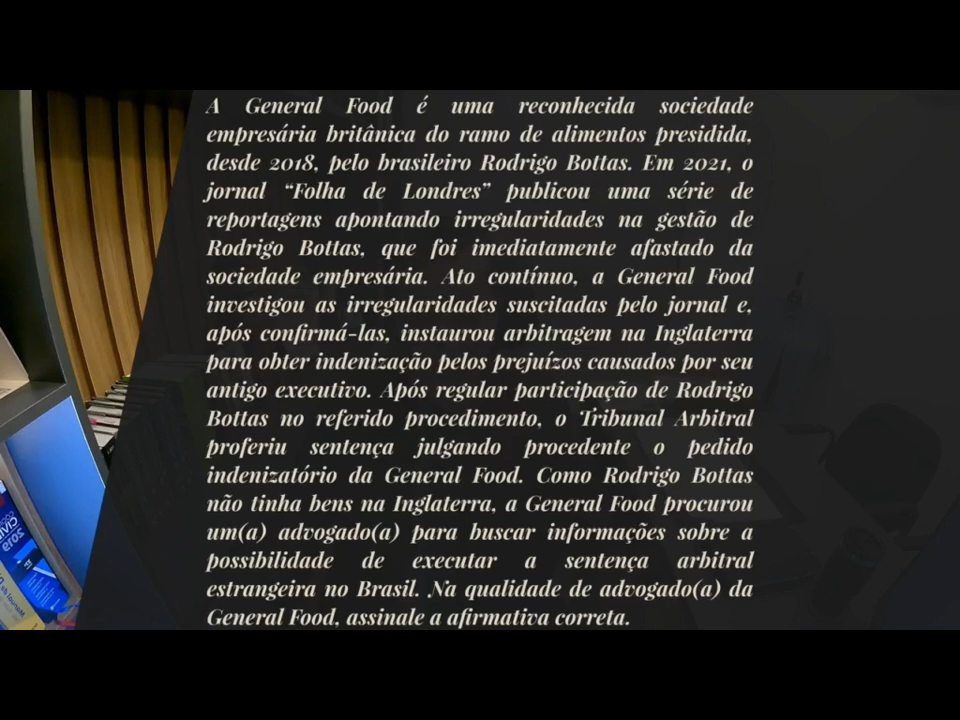 A General Food é uma reconhecida sociedade
empresária britânica do ramo de alimentos presidida,
desde 2018, pelo brasileiro Rodrigo Bottas. Em 2021, o
jornal “Folha de Londres” publicou uma série de
reportagens apontando irregularidades na gestão de
Rodrigo Bottas, que foi imediatamente afastado da
sociedade empresária. Ato contínuo, a General Food
investigou as irregularidades suscitadas pelo jornal e,
após confirmá-las, instaurou arbitragem na Inglaterra
para obter indenização pelos prejuízos causados por seu
antigo executivo. Após regular participação de Rodrigo
Bottas no referido procedimento, o Tribunal Arbitral
proferiu sentença julgando procedente o pedido
indenizatório da General Food. Como Rodrigo Bottas
não tinha bens na Inglaterra, a General Food procurou
um(a) advogado(a) para buscar informações sobre a
possibilidade de executar a sentença arbitral
estrangeira no Brasil. Na qualidade de advogado(a) da
General Food, assinale a afirmativa correta.
2019